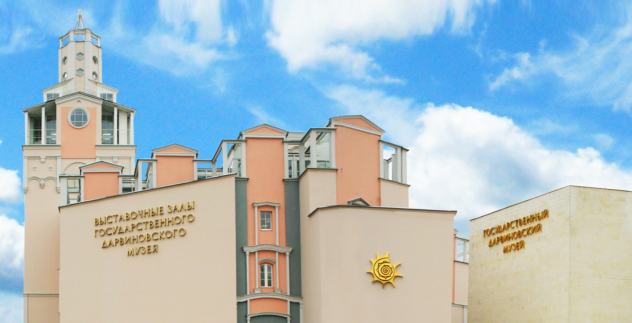 ВЫСТАВОЧНЫЕ ЗАЛЫ
ГОСУДАРСТВЕННОГО
ДАРВИНОВСКОГО
МУЗЕЯ
ГОСУДАРСТВЕННЫЙ
ДАРВИНОВСКИЙ
МУЗЕЙ